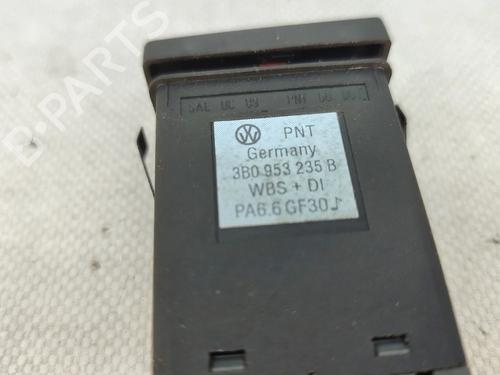 PNT
Germany
3B0 953 235 B
WBS + DI
PA6.6 GF30
B-Parts